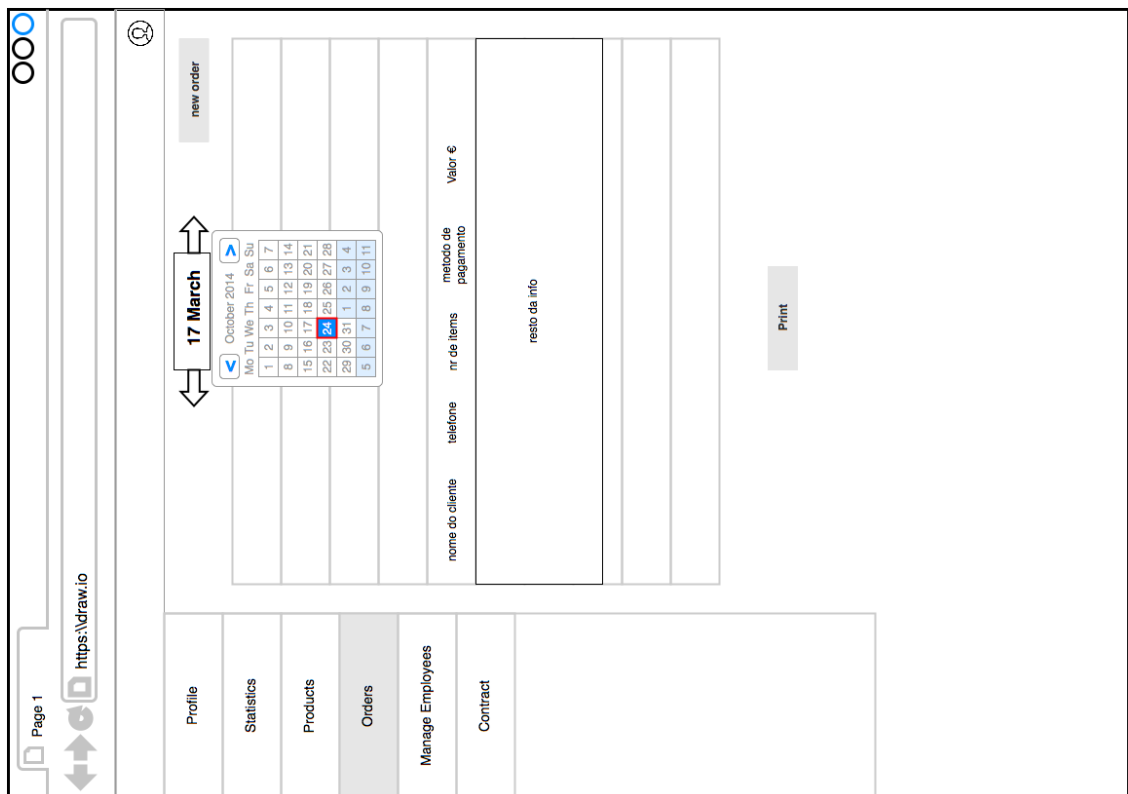 Page 1
https:\\draw.io
Profile
Statistics
Products
Orders
Manage Employees
Contract
17 March
new order
< October 2014 >
Mo Tu We Th Fr Sa Su
1 2 3 4 5 6 7
8 9 10 11 12 13 14
15 16 17 18 19 20 21
22 23 24 25 26 27 28
29 30 31 1 2 3 4
5 6 7 8 9 10 11
nome do cliente telefone nr de items metodo de
pagamento Valor €
resto da info
Print